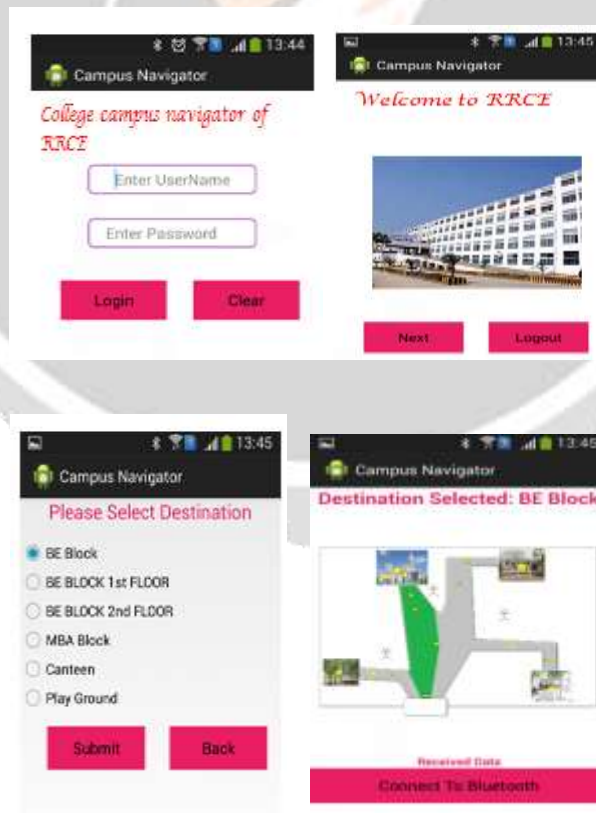 13:44
Campus Navigator
College campus navigator of
RRCE
Enter UserName
Enter Password
Login Clear
13:45
Campus Navigator
Welcome to RRCE
Next Logout
13:45
Campus Navigator
Please Select Destination
BE Block
BE BLOCK 1st FLOOR
BE BLOCK 2nd FLOOR
MBA Block
Canteen
Play Ground
Submit Back
13:45
Campus Navigator
Destination Selected: BE Block
Received Data
Connect To Bluetooth